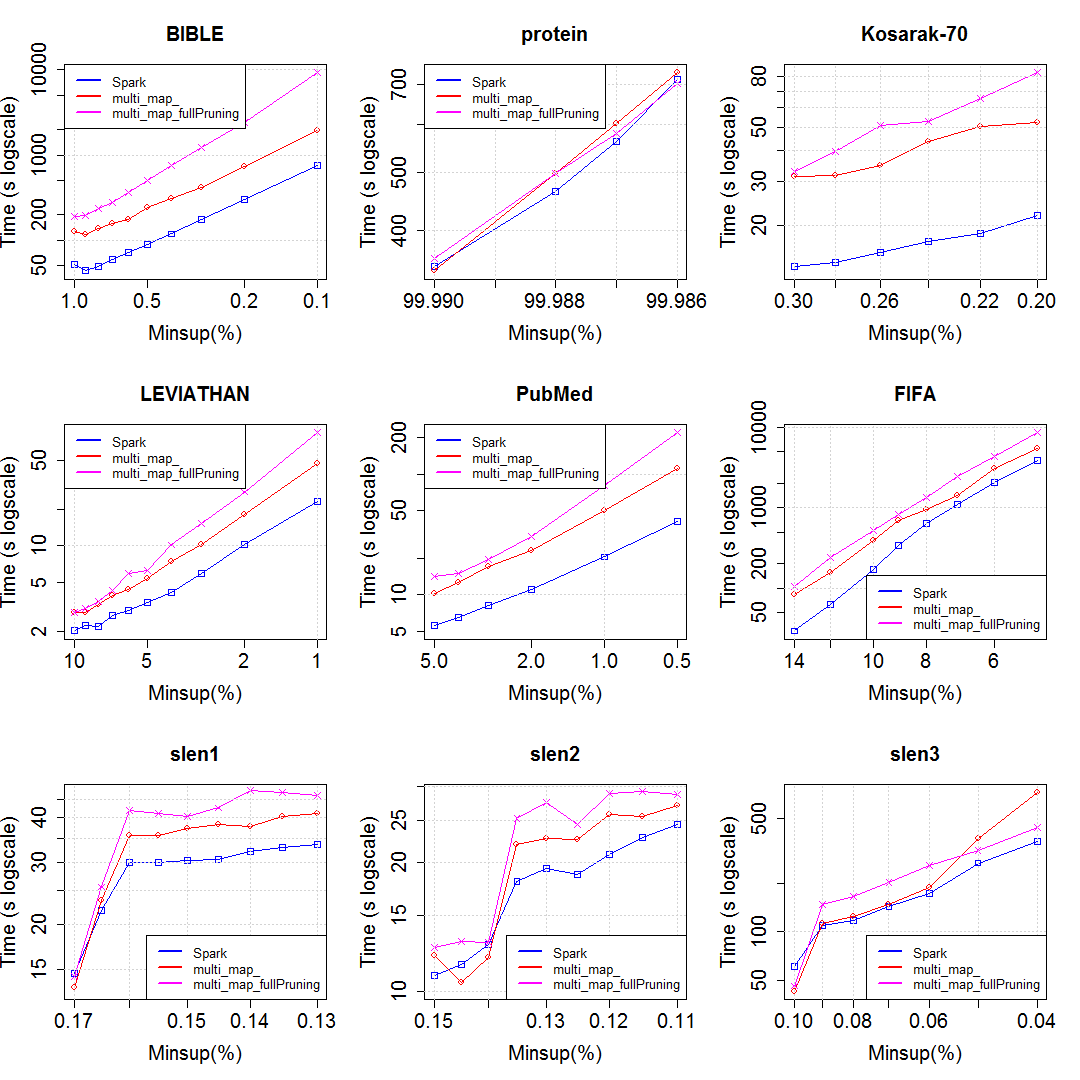 BIBLE
Time (s logscale)
10000
1000
200
50
Spark
multi_map_
multi_map_fullPruning
1.0 0.5 0.2 0.1
Minsup(%)
protein
Time (s logscale)
700
500
400
Spark
multi_map_
multi_map_fullPruning
99.990 99.988 99.986
Minsup(%)
Kosarak-70
Time (s logscale)
80
50
30
20
0.30 0.26 0.22 0.20
Minsup(%)
LEVIATHAN
Time (s logscale)
50
10
5
2
Spark
multi_map_
multi_map_fullPruning
10 5 2 1
Minsup(%)
PubMed
Time (s logscale)
200
50
10
5
Spark
multi_map_
multi_map_fullPruning
5.0 2.0 1.0 0.5
Minsup(%)
FIFA
Time (s logscale)
10000
1000
200
50
Spark
multi_map_
multi_map_fullPruning
14 10 8 6
Minsup(%)
slen1
Time (s logscale)
40
30
20
15
Spark
multi_map_
multi_map_fullPruning
0.17 0.15 0.14 0.13
Minsup(%)
slen2
Time (s logscale)
25
20
15
10
Spark
multi_map_
multi_map_fullPruning
0.15 0.13 0.12 0.11
Minsup(%)
slen3
Time (s logscale)
500
100
50
Spark
multi_map_
multi_map_fullPruning
0.10 0.08 0.06 0.04
Minsup(%)